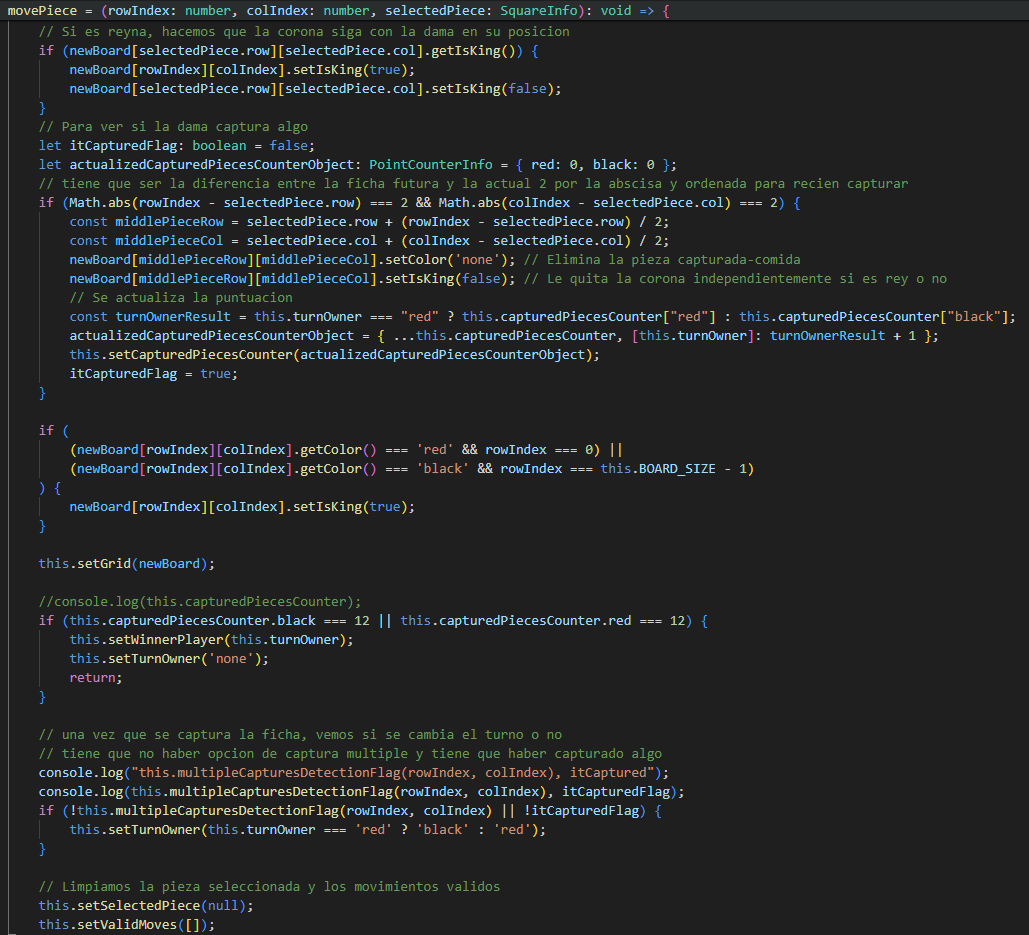 movePiece = (rowIndex: number, colIndex: number, selectedPiece: SquareInfo): void => {
// Si es reyna, hacemos que la corona siga con la dama en su posicion
if (newBoard[selectedPiece.row][selectedPiece.col].getIsKing()) {
newBoard[rowIndex][colIndex].setIsKing(true);
newBoard[selectedPiece.row][selectedPiece.col].setIsKing(false);
}
// Para ver si la dama captura algo
let itCapturedFlag: boolean = false;
let actualizedCapturedPiecesCounterObject: PointCounterInfo = { red: 0, black: 0 };
// tiene que ser la diferencia entre la ficha futura y la actual 2 por la abscisa y ordenada para recien capturar
if (Math.abs(rowIndex - selectedPiece.row) === 2 && Math.abs(colIndex - selectedPiece.col) === 2) {
const middlePieceRow = selectedPiece.row + (rowIndex - selectedPiece.row) / 2;
const middlePieceCol = selectedPiece.col + (colIndex - selectedPiece.col) / 2;
newBoard[middlePieceRow][middlePieceCol].setColor('none'); // Elimina la pieza capturada-comida
newBoard[middlePieceRow][middlePieceCol].setIsKing(false); // Le quita la corona independientemente si es rey o no
// Se actualiza la puntuacion
const turnOwnerResult = this.turnOwner === "red" ? this.capturedPiecesCounter["red"] : this.capturedPiecesCounter["black"];
actualizedCapturedPiecesCounterObject = { ...this.capturedPiecesCounter, [this.turnOwner]: turnOwnerResult + 1 };
this.setCapturedPiecesCounter(actualizedCapturedPiecesCounterObject);
itCapturedFlag = true;
}
if (
(newBoard[rowIndex][colIndex].getColor() === 'red' && rowIndex === 0) ||
(newBoard[rowIndex][colIndex].getColor() === 'black' && rowIndex === this.BOARD_SIZE - 1)
) {
newBoard[rowIndex][colIndex].setIsKing(true);
}
this.setGrid(newBoard);
//console.log(this.capturedPiecesCounter);
if (this.capturedPiecesCounter.black === 12 || this.capturedPiecesCounter.red === 12) {
this.setWinnerPlayer(this.turnOwner);
this.setTurnOwner('none');
return;
}
// una vez que se captura la ficha, vemos si se cambia el turno o no
// tiene que no haber opcion de captura multiple y tiene que haber capturado algo
console.log("this.multipleCapturesDetectionFlag(rowIndex, colIndex), itCaptured");
console.log(this.multipleCapturesDetectionFlag(rowIndex, colIndex), itCapturedFlag);
if (!this.multipleCapturesDetectionFlag(rowIndex, colIndex) || !itCapturedFlag) {
this.setTurnOwner(this.turnOwner === 'red' ? 'black' : 'red');
}
// Limpiamos la pieza seleccionada y los movimientos validos
this.setSelectedPiece(null);
this.setValidMoves([]);